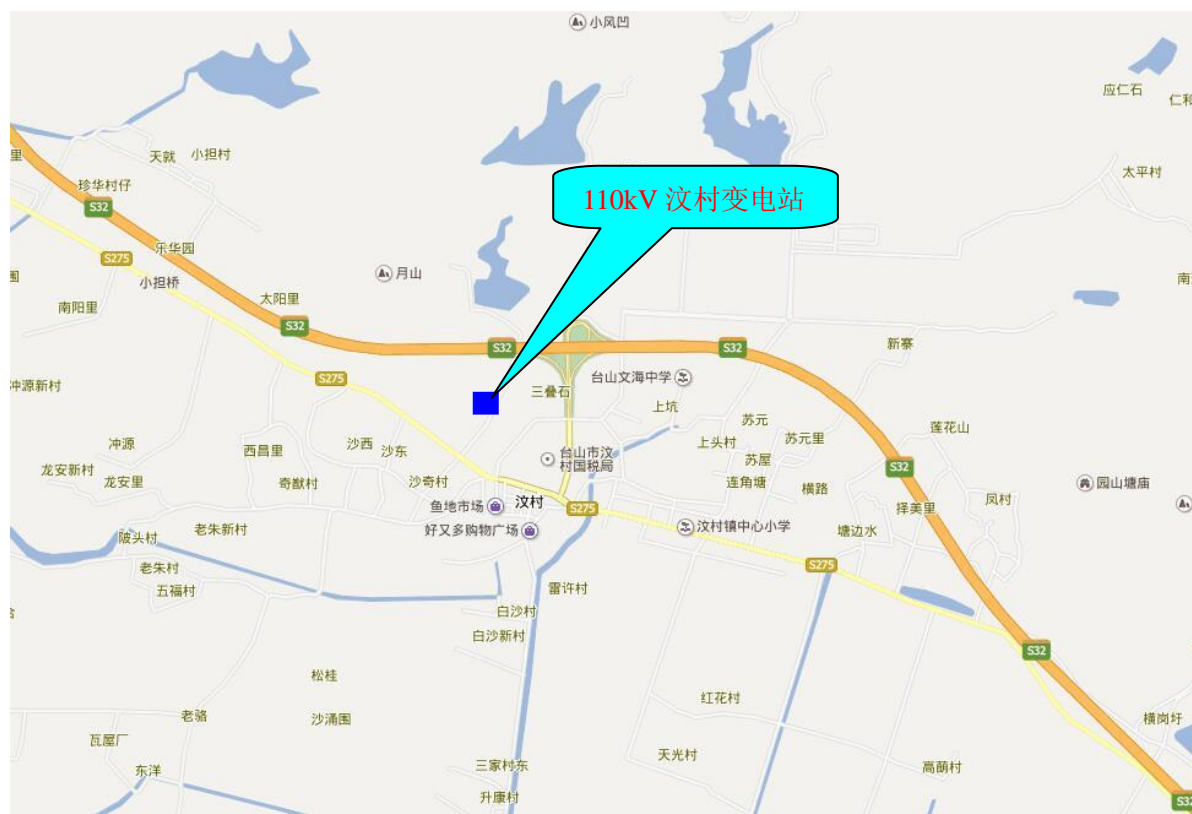 小风凹
应仁石
仁和
里
天就
小担村
太平村
珍华村仔
110kV 汶村变电站
S32
乐华园
S275
月山
南
圃
小担桥
太阳里
南阳里
S32
S32
S32
新寨
冲源新村
S275
三叠石
台山文海中学
上坑
苏元
苏元里
莲花山
冲源
西昌里
沙西
沙东
上头村
台山市汶
村国税局
苏屋
S32
龙安新村
龙安里
奇猷村
沙奇村
连角塘
横路
园山塘庙
鱼地市场
汶村
S275
择美里
凤村
老朱新村
好又多购物广场
汶村镇中心小学
塘边水
陂头村
老朱村
S275
五福村
雷许村
白沙村
白沙新村
S32
松桂
红花村
老骆
沙涌围
横岗圩
瓦屋厂
天光村
东洋
三家村东
高蓢村
升康村
S32